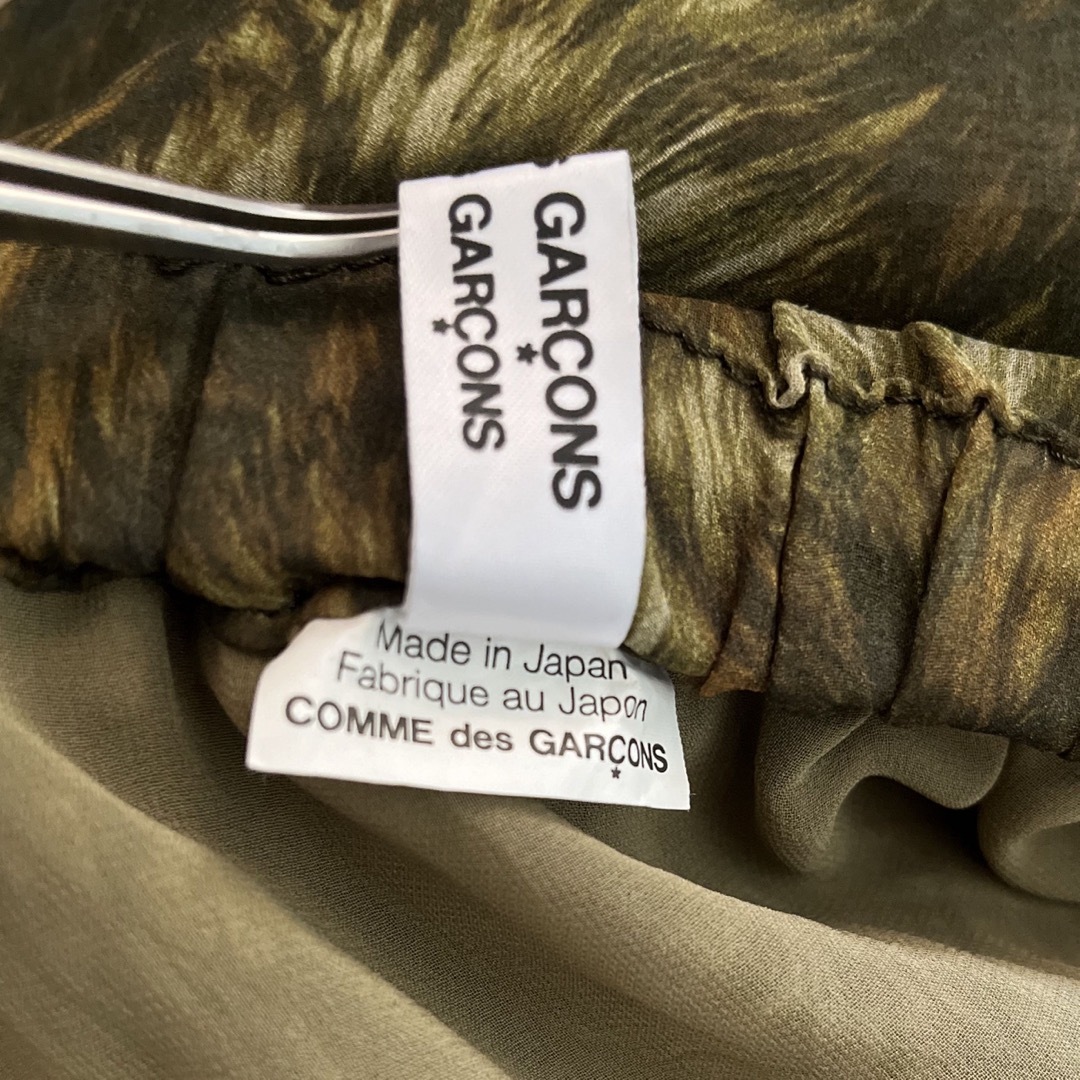 GARÇONS
GARÇONS
Made in Japan
Fabrique au Japon
COMME des GARÇONS